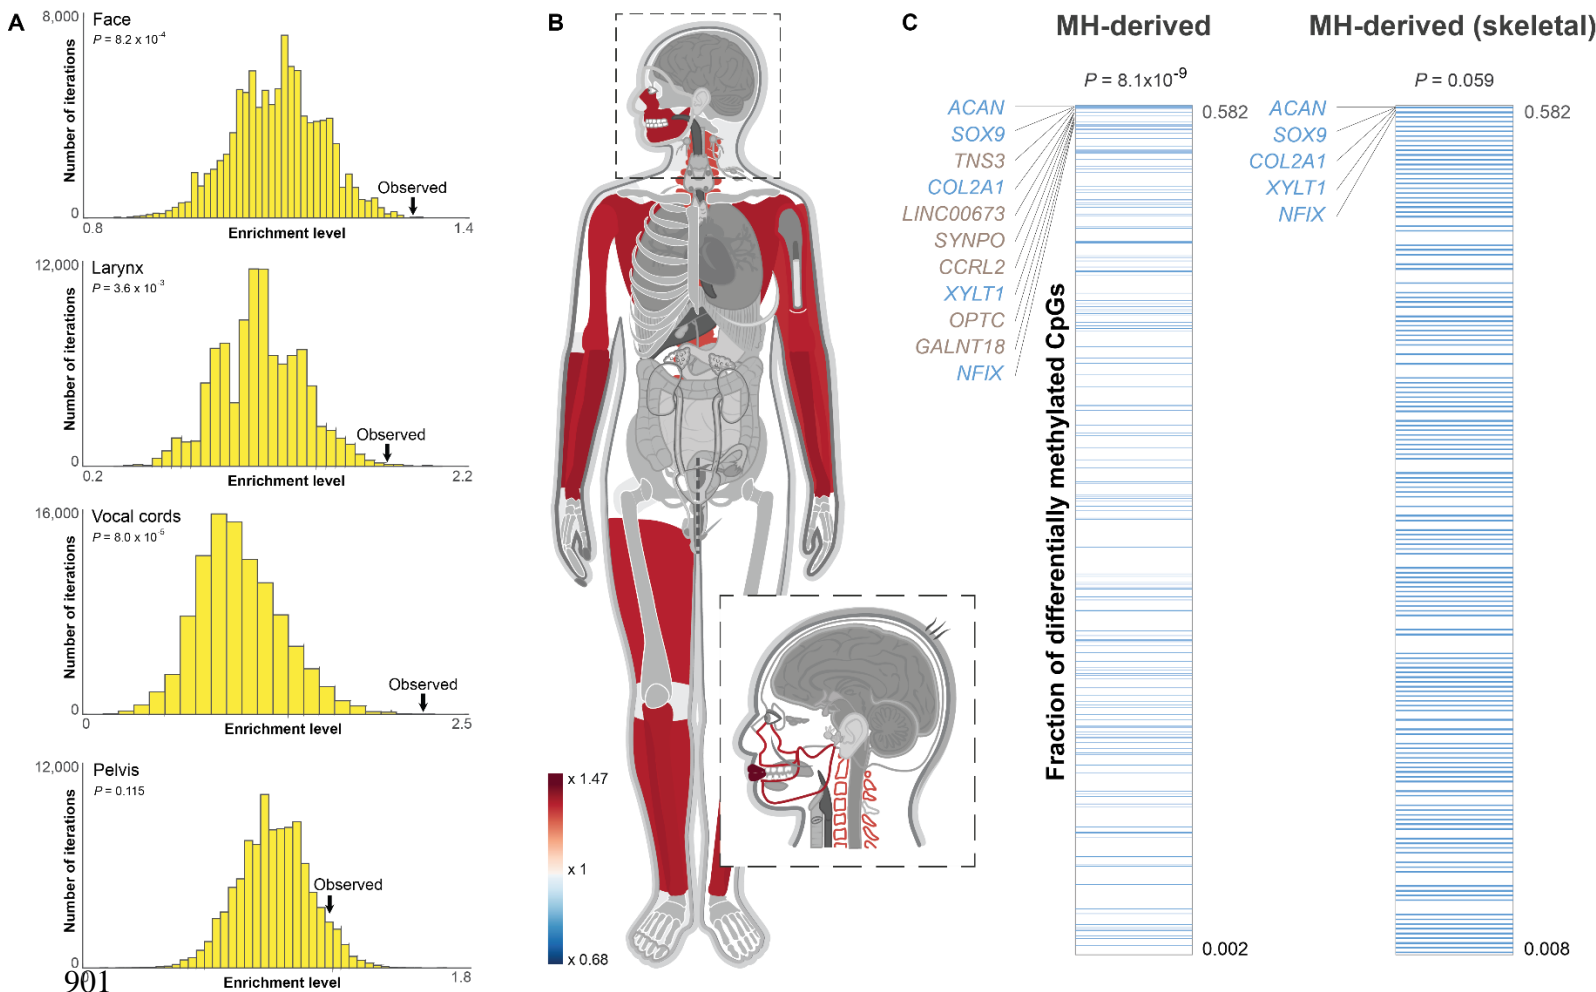 A
8,000
Face
P = 8.2 x 10-4
Number of iterations
Observed
0
0.8
Enrichment level
1.4
12,000
Larynx
P = 3.6 x 10 3
Number of iterations
Observed
0
0.2
Enrichment level
2.2
16,000
Vocal cords
P = 8.0 x 10-5
Number of iterations
Observed
0
0
Enrichment level
2.5
12,000
Pelvis
P = 0.115
Number of iterations
Observed
0
Enrichment level
1.8
901
B
x 1.47
x 1
x 0.68
C
MH-derived
P = 8.1x10-9
ACAN
SOX9
TNS3
COL2A1
LINC00673
SYNPO
CCRL2
XYLT1
OPTC
GALNT18
NFIX
Fraction of differentially methylated CpGs
0.582
0.002
MH-derived (skeletal)
P = 0.059
ACAN
SOX9
COL2A1
XYLT1
NFIX
0.582
0.008